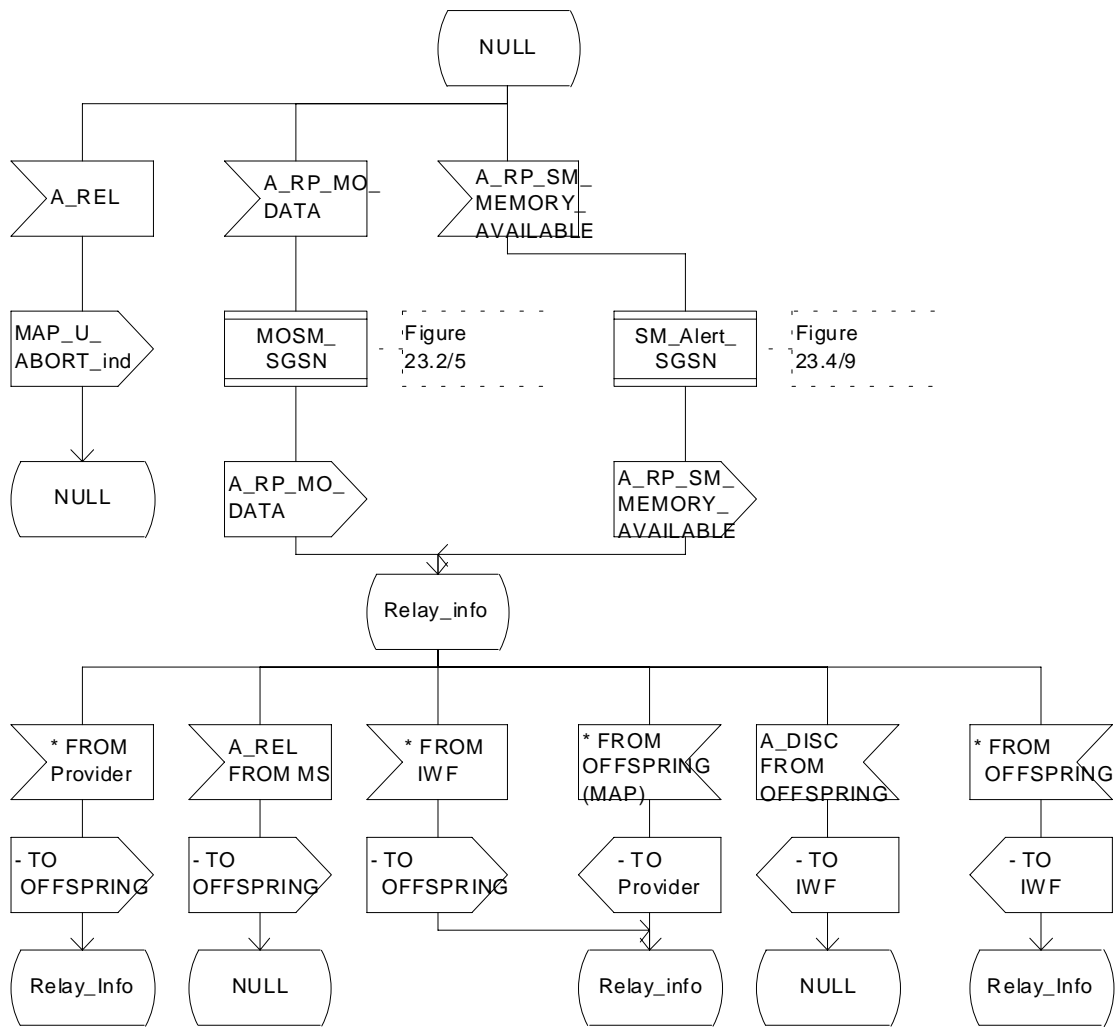 NULL
A_REL
A_RP_MO_
DATA
A_RP_SM_
MEMORY_
AVAILABLE
MAP_U_
ABORT_ind
MOSM_
SGSN
Figure
23.2/5
SM_Alert_
SGSN
Figure
23.4/9
NULL
A_RP_MO_
DATA
A_RP_SM_
MEMORY_
AVAILABLE
Relay_info
* FROM
Provider
A_REL
FROM MS
* FROM
IWF
* FROM
OFFSPRING
(MAP)
A_DISC
FROM
OFFSPRING
* FROM
OFFSPRING
- TO
OFFSPRING
- TO
OFFSPRING
- TO
OFFSPRING
- TO
Provider
- TO
IWF
- TO
IWF
Relay_Info
NULL
Relay_info
NULL
Relay_Info